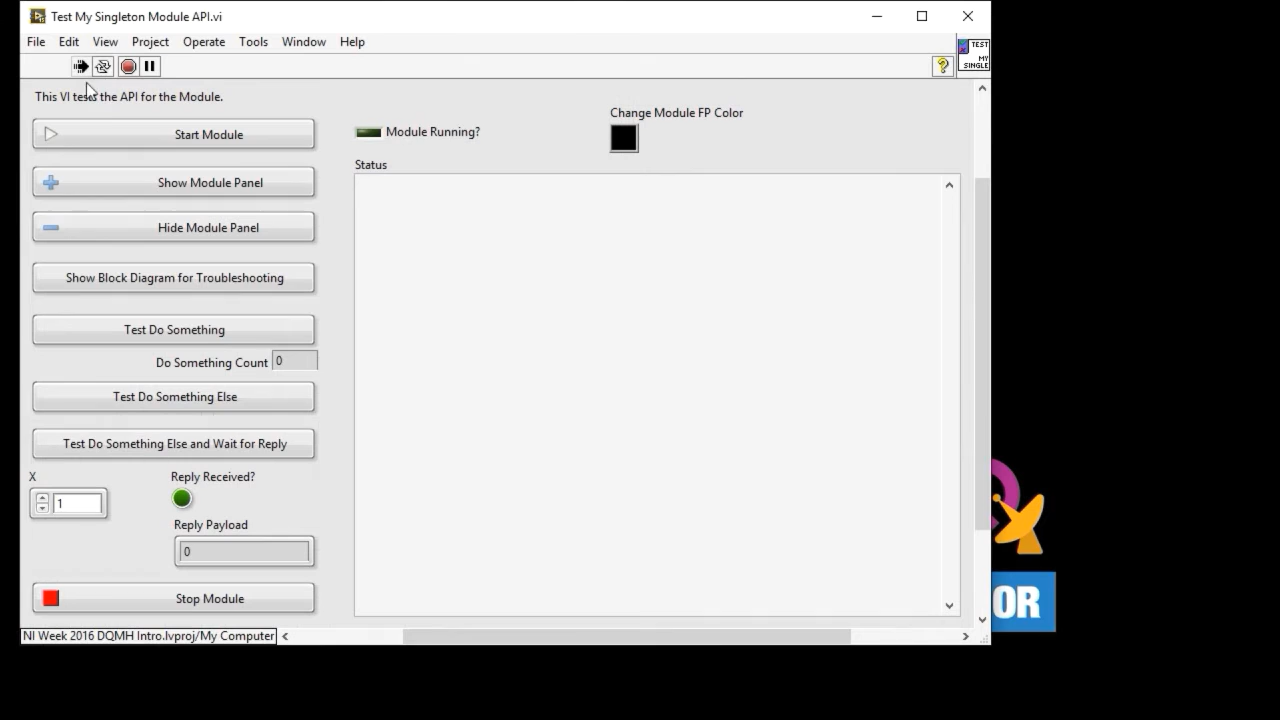 Test My Singleton Module API.vi
File Edit View Project Operate Tools Window Help
TEST
MY
SINGLE
This VI tests the API for the Module.
Start Module
Module Running?
Change Module FP Color
Status
Show Module Panel
Hide Module Panel
Show Block Diagram for Troubleshooting
Test Do Something
Do Something Count 0
Test Do Something Else
Test Do Something Else and Wait for Reply
X
Reply Received?
1
Reply Payload
0
Stop Module
OR
NI Week 2016 DQMH Intro.lvproj/My Computer